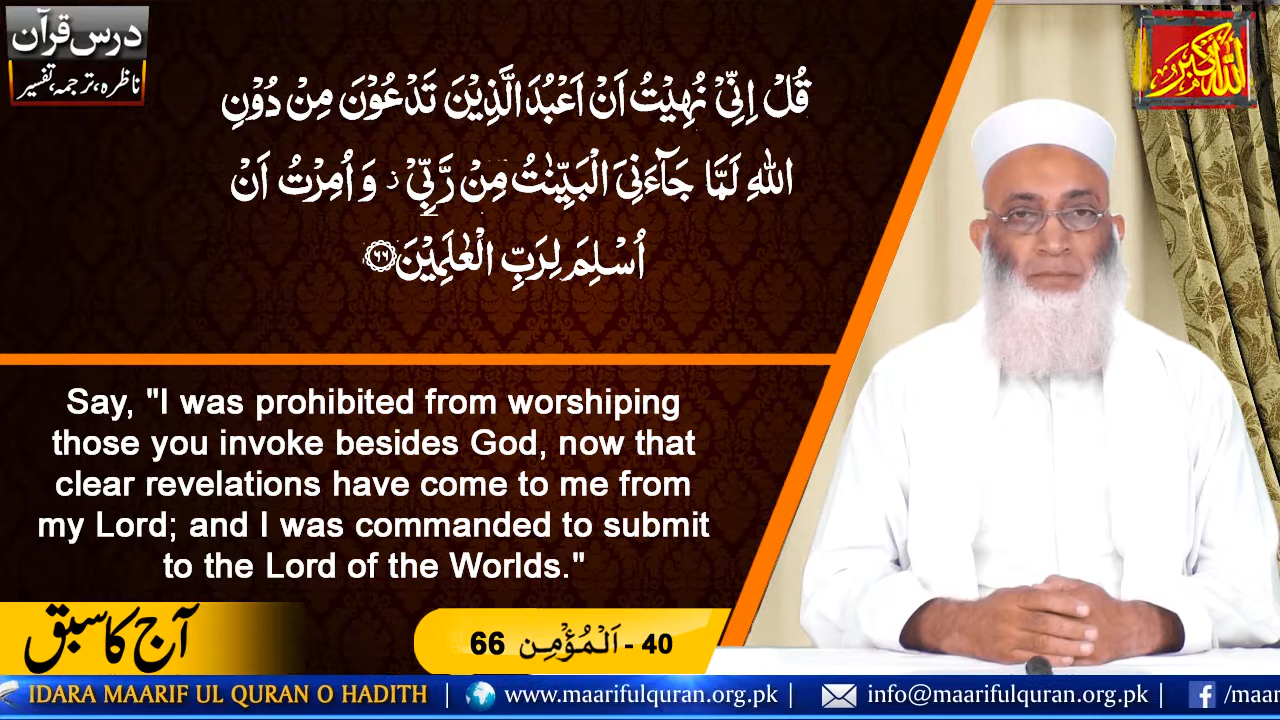 درس قرآن
ناظرہ، ترجمہ، تفسیر
اللہ اکبر
قُلْ اِنِّیْ نُهِیْتُ اَنْ اَعْبُدَ الَّذِیْنَ تَدْعُوْنَ مِنْ دُوْنِ
اللّٰهِ لَمَّا جَآءَنِیَ الْبَیِّنٰتُ مِنْ رَّبِّیْ ز وَ اُمِرْتُ اَنْ
اُسْلِمَ لِرَبِّ الْعٰلَمِیْنَ ۶۶
Say, "I was prohibited from worshiping
those you invoke besides God, now that
clear revelations have come to me from
my Lord; and I was commanded to submit
to the Lord of the Worlds."
آج کا سبق
40 - اَلْمُؤْمِن 66
IDARA MAARIF UL QURAN O HADITH | www.maarifulquran.org.pk | info@maarifulquran.org.pk | /maar